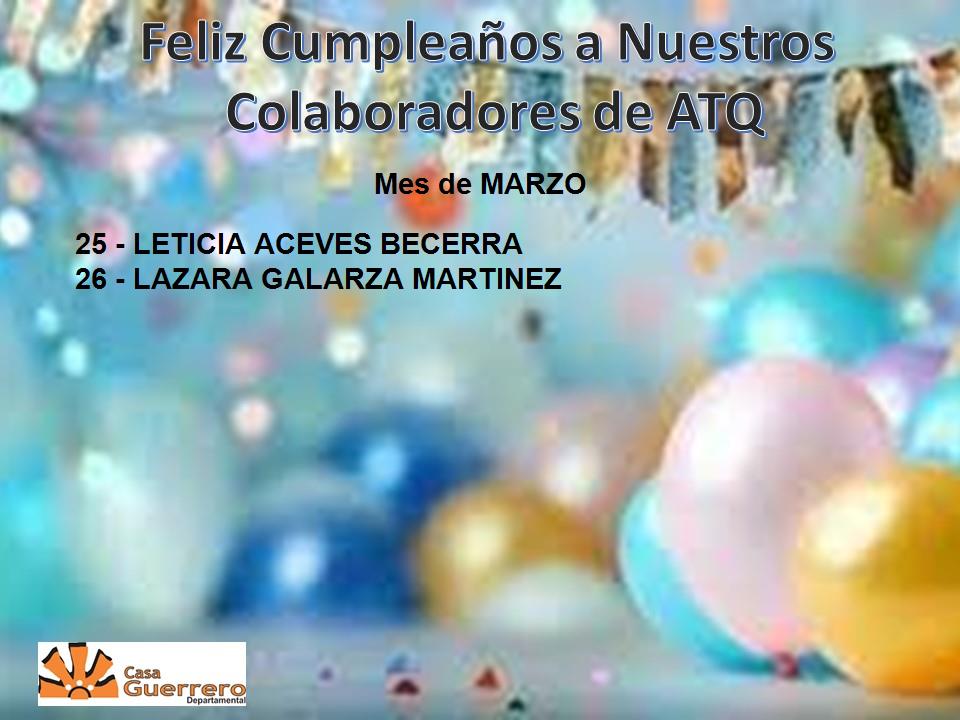 Feliz Cumpleaños a Nuestros
Colaboradores de ATQ
Mes de MARZO
25 - LETICIA ACEVES BECERRA
26 - LAZARA GALARZA MARTINEZ
Casa
Guerrero
Departamental